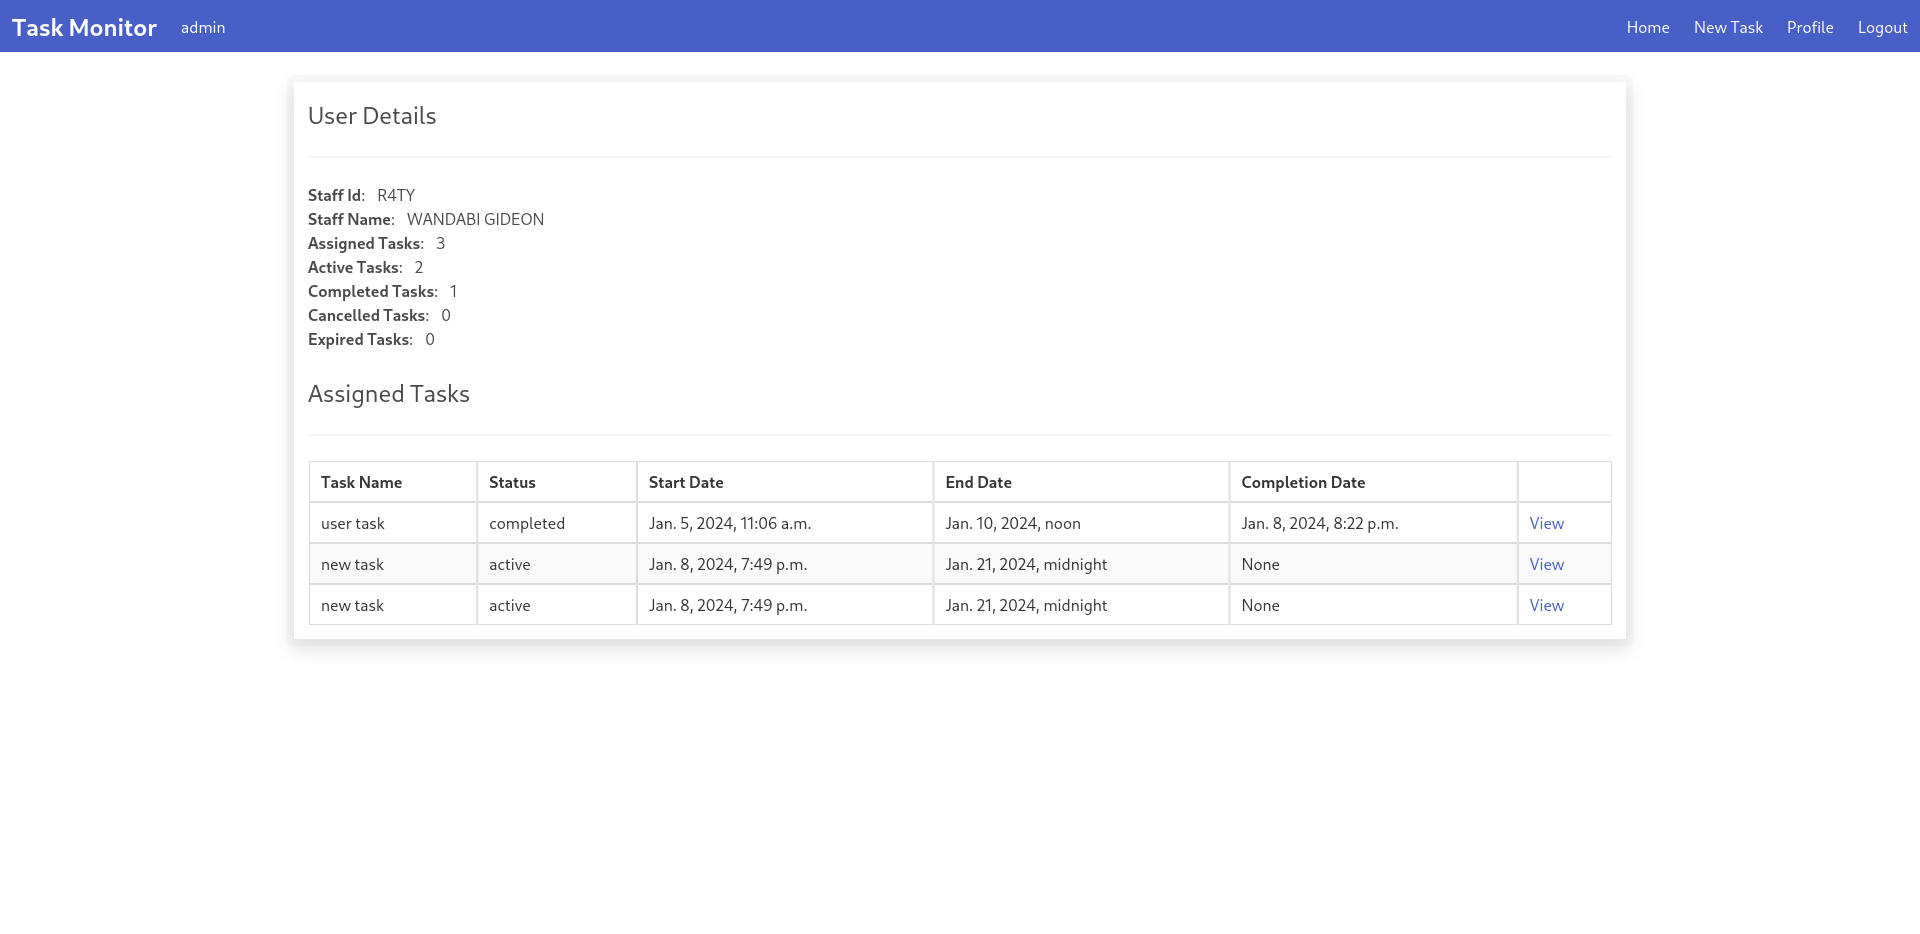 Task Monitor admin Home New Task Profile Logout
User Details
Staff Id: R4TY
Staff Name: WANDABI GIDEON
Assigned Tasks: 3
Active Tasks: 2
Completed Tasks: 1
Cancelled Tasks: 0
Expired Tasks: 0
Assigned Tasks
Task Name Status Start Date End Date Completion Date
user task completed Jan. 5, 2024, 11:06 a.m. Jan. 10, 2024, noon Jan. 8, 2024, 8:22 p.m. View
new task active Jan. 8, 2024, 7:49 p.m. Jan. 21, 2024, midnight None View
new task active Jan. 8, 2024, 7:49 p.m. Jan. 21, 2024, midnight None View